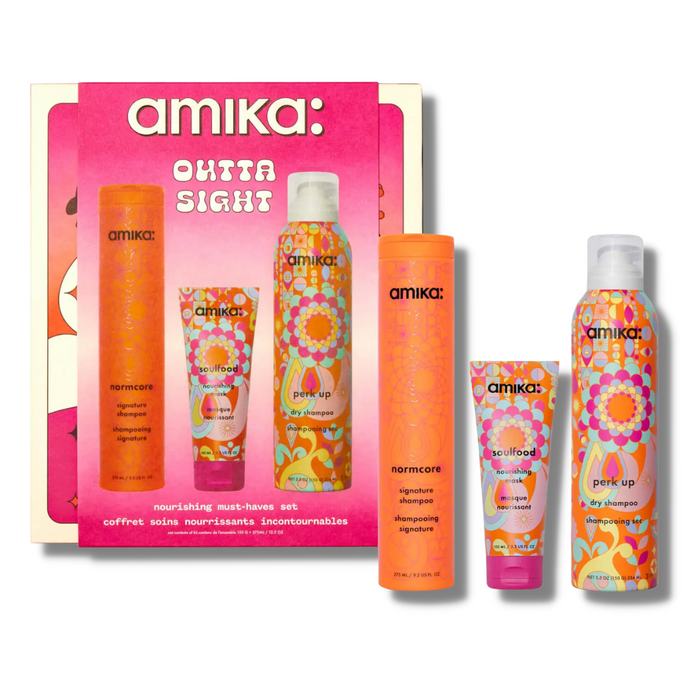 amika:
OUTTA
SIGHT
amika:
normcore
signature
shampoo
shampooing
signature
soulfood
nourishing
mask
masque
nourrissant
amika:
perk up
dry shampoo
shampooing sec
nourishing must-haves set
coffret soins nourrissants incontournables
amika:
normcore
signature
shampoo
shampooing
signature
275 ML / 9.2 US FL OZ
amika:
soulfood
nourishing
mask
masque
nourrissant
amika:
perk up
dry shampoo
shampooing sec